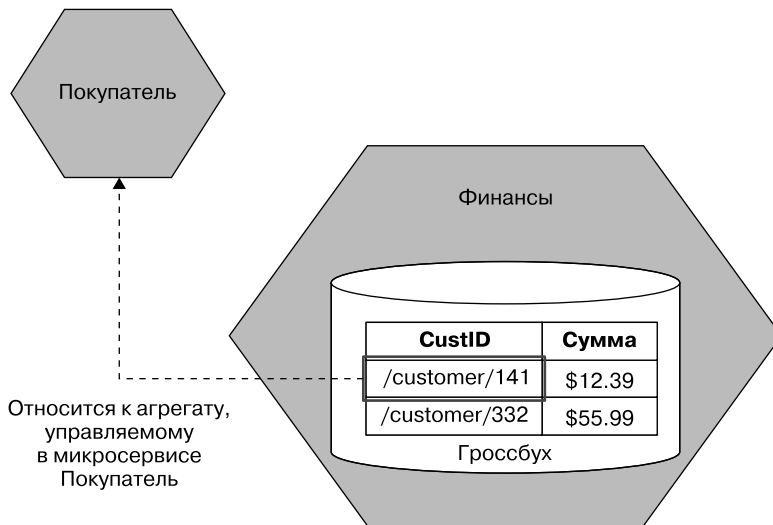 Покупатель
Финансы
CustID Сумма
/customer/141 $12.39
/customer/332 $55.99
Гроссбух
Относится к агрегату,
управляемому
в микросервисе
Покупатель